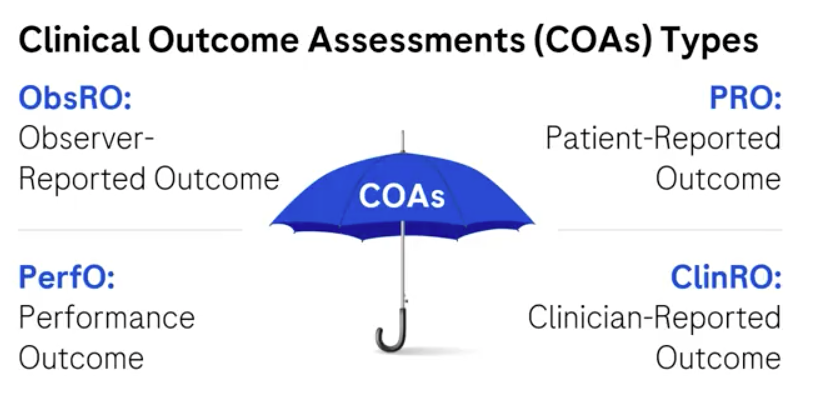 Clinical Outcome Assessments (COAs) Types
ObsRO:
Observer-
Reported Outcome
PRO:
Patient-Reported
Outcome
COAs
PerfO:
Performance
Outcome
ClinRO:
Clinician-Reported
Outcome